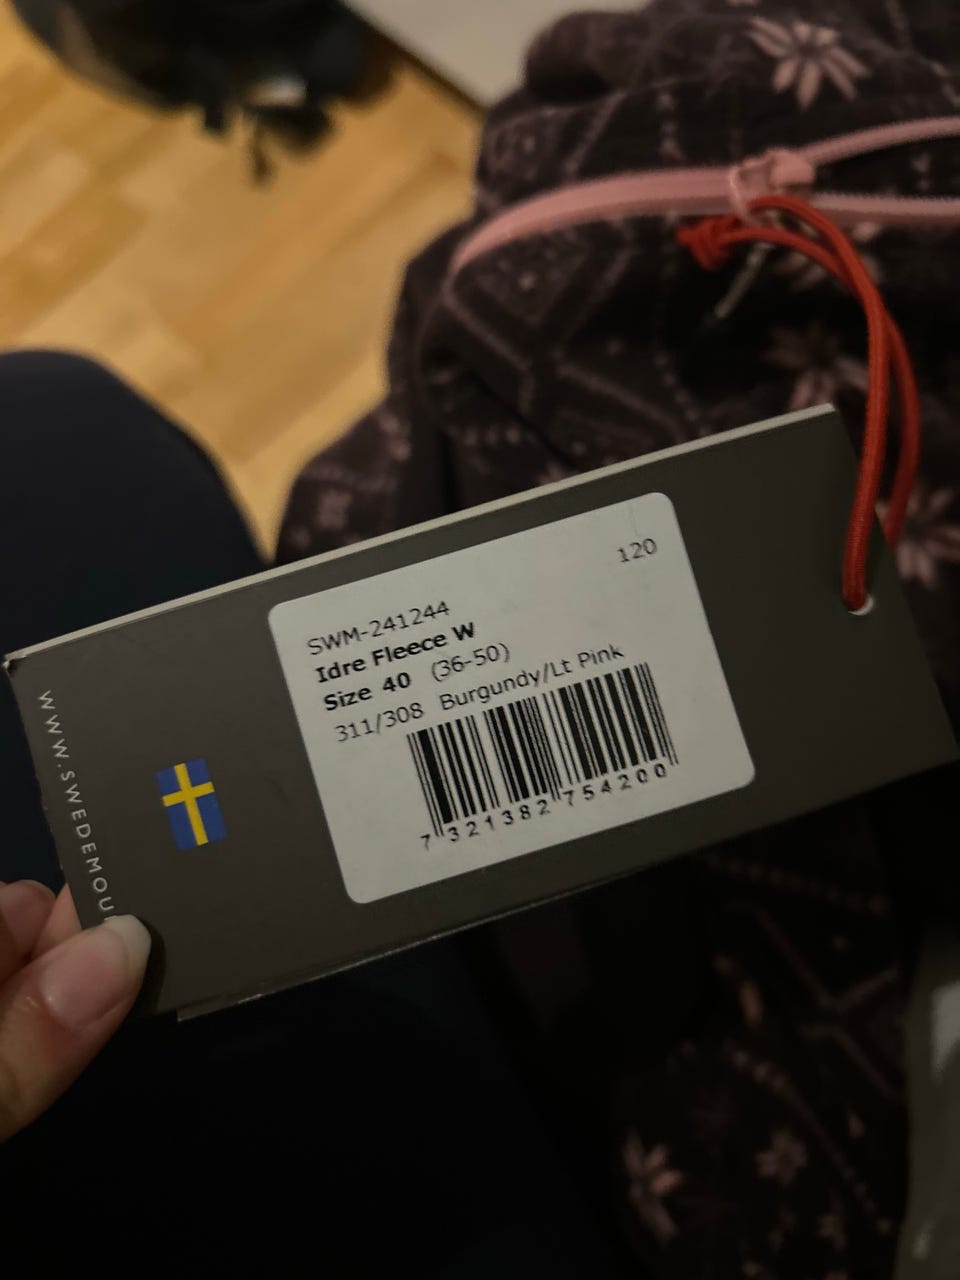 120
SWM-241244
Idre Fleece W
Size 40 (36-50)
311/308 Burgundy/Lt Pink
7 321382 754200
WWW.SWEDEMOU